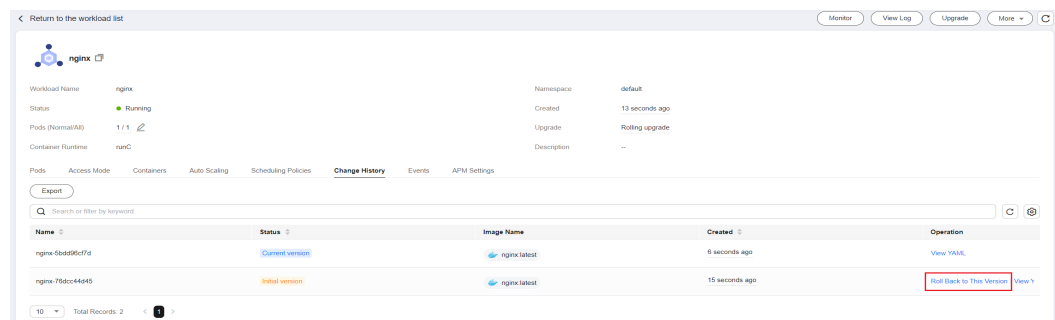 Return to the workload list Monitor View Log Upgrade More
nginx
Workload Name nginx Namespace default
Status Running Created 13 seconds ago
Pods (Normal/All) 1 / 1 Upgrade Rolling upgrade
Container Runtime runC Description --
Pods Access Mode Containers Auto Scaling Scheduling Policies Change History Events APM Settings
Export
Search or filter by keyword.
Name Status Image Name Created Operation
nginx-5bdd96cf7d Current version nginx:latest 6 seconds ago View YAML
nginx-76dcc44d45 Initial version nginx:latest 15 seconds ago Roll Back to This Version View Y
10 Total Records: 2 < 1 >